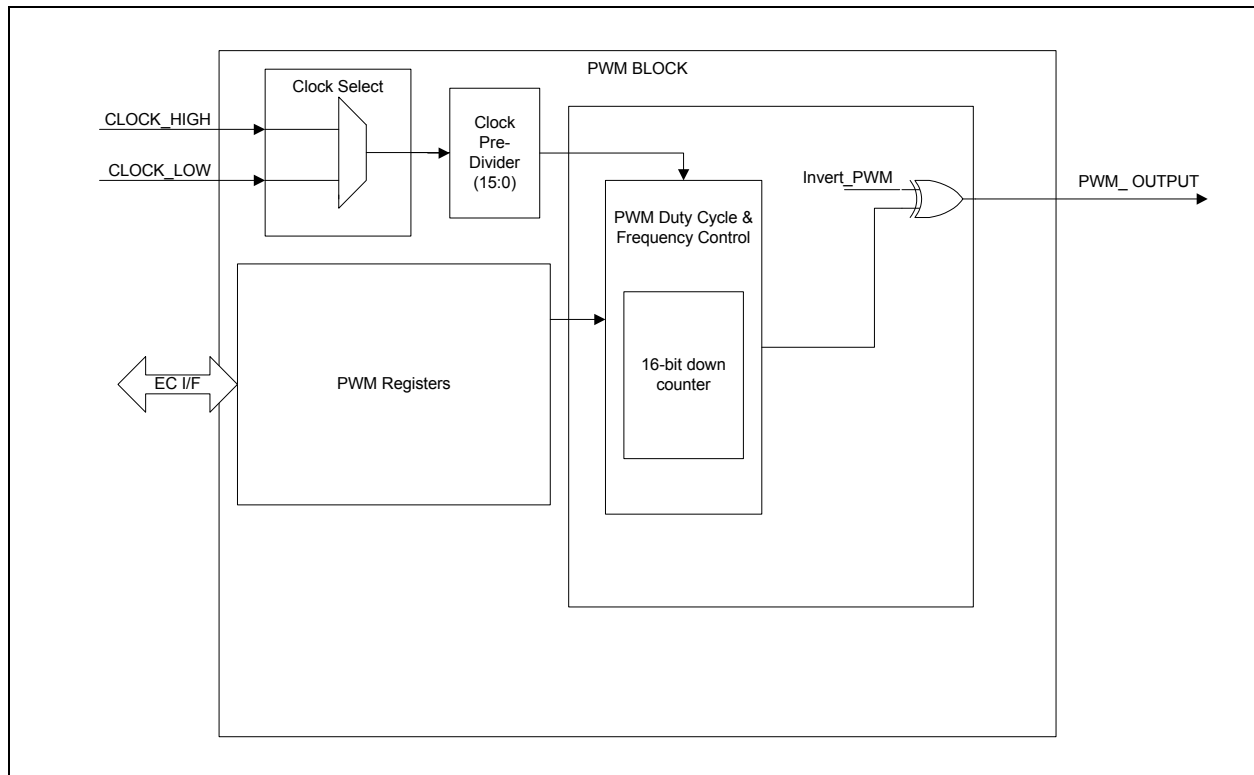 PWM BLOCK
Clock Select
CLOCK_HIGH
CLOCK_LOW
Clock
Pre-
Divider
(15:0)
Invert_PWM
PWM_ OUTPUT
PWM Duty Cycle &
Frequency Control
16-bit down
counter
EC I/F
PWM Registers